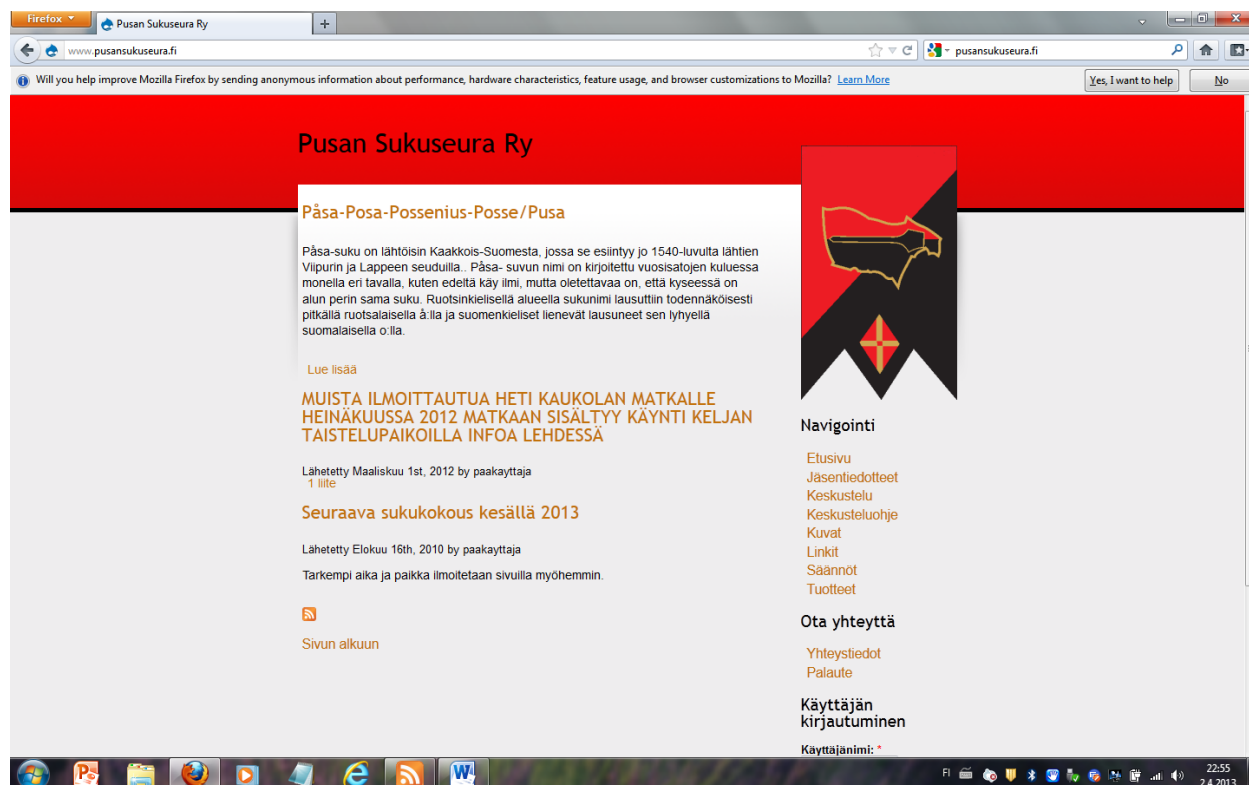 Firefox
Pusan Sukuseura Ry
www.pusansukuseura.fi
pusansukuseura.fi
Will you help improve Mozilla Firefox by sending anonymous information about performance, hardware characteristics, feature usage, and browser customizations to Mozilla? Learn More
Yes, I want to help
No
Pusan Sukuseura Ry
Påsa-Posa-Possenius-Posse/Pusa
Påsa-suku on lähtöisin Kaakkois-Suomesta, jossa se esiintyy jo 1540-luvulta lähtien
Viipurin ja Lappeen seuduilla.. Påsa- suvun nimi on kirjoitettu vuosisatojen kuluessa
monella eri tavalla, kuten edeltä käy ilmi, mutta oletettavaa on, että kyseessä on
alun perin sama suku. Ruotsinkielisellä alueella sukunimi lausuttiin todennäköisesti
pitkällä ruotsalaisella å:lla ja suomenkieliset lienevät lausuneet sen lyhyellä
suomalaisella o:lla.
Lue lisää
MUISTA ILMOITTAUTUA HETI KAUKOLAN MATKALLE
HEINÄKUUSSA 2012 MATKAAN SISÄLTYY KÄYNTI KELJAN
TAISTELUPAIKOILLA INFOA LEHDESSÄ
Lähetetty Maaliskuu 1st, 2012 by paakayttaja
1 liite
Seuraava sukukokous kesällä 2013
Lähetetty Elokuu 16th, 2010 by paakayttaja
Tarkempi aika ja paikka ilmoitetaan sivuilla myöhemmin.
Sivun alkuun
Navigointi
Etusivu
Jäsentiedotteet
Keskustelu
Keskusteluohje
Kuvat
Linkit
Säännöt
Tuotteet
Ota yhteyttä
Yhteystiedot
Palaute
Käyttäjän
kirjautuminen
Käyttäjänimi: *
FI
22:55
2.4.2013